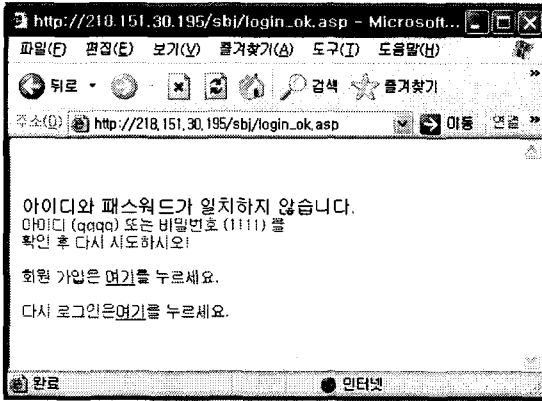 http://218.151.30.195/sbj/login_ok.asp - Microsoft...
파일(F) 편집(E) 보기(V) 즐겨찾기(A) 도구(T) 도움말(H)
뒤로 검색 즐겨찾기 »
주소(D) http://218.151.30.195/sbj/login_ok.asp 이동 연결 »
아이디와 패스워드가 일치하지 않습니다.
아이디 (qqqq) 또는 비밀번호 (1111) 를
확인 후 다시 시도하시오!
회원 가입은 여기를 누르세요.
다시 로그인은여기를 누르세요.
완료 인터넷